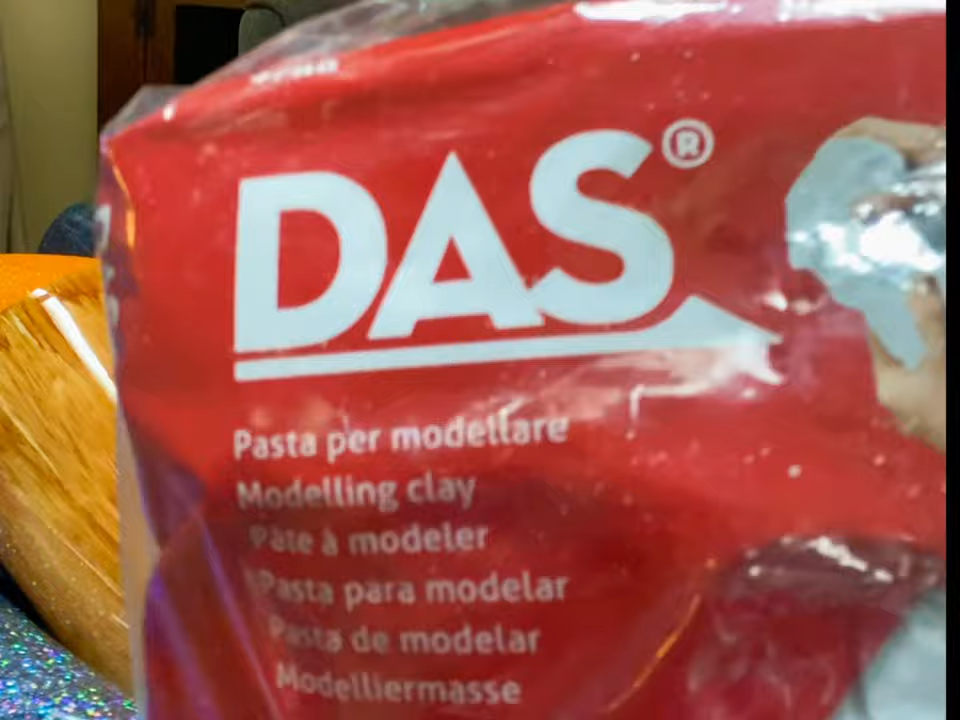 DAS®
Pasta per modellare
Modelling clay
Pâte à modeler
Pasta para modelar
Pasta de modelar
Modelliermasse